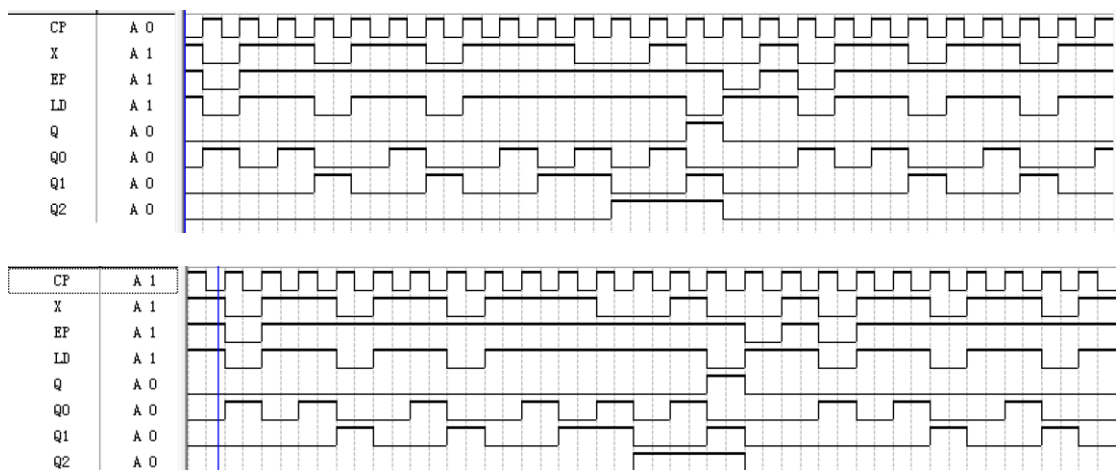 CP A 0
X A 1
EP A 1
LD A 1
Q A 0
Q0 A 0
Q1 A 0
Q2 A 0
CP A 1
X A 1
EP A 1
LD A 1
Q A 0
Q0 A 0
Q1 A 0
Q2 A 0